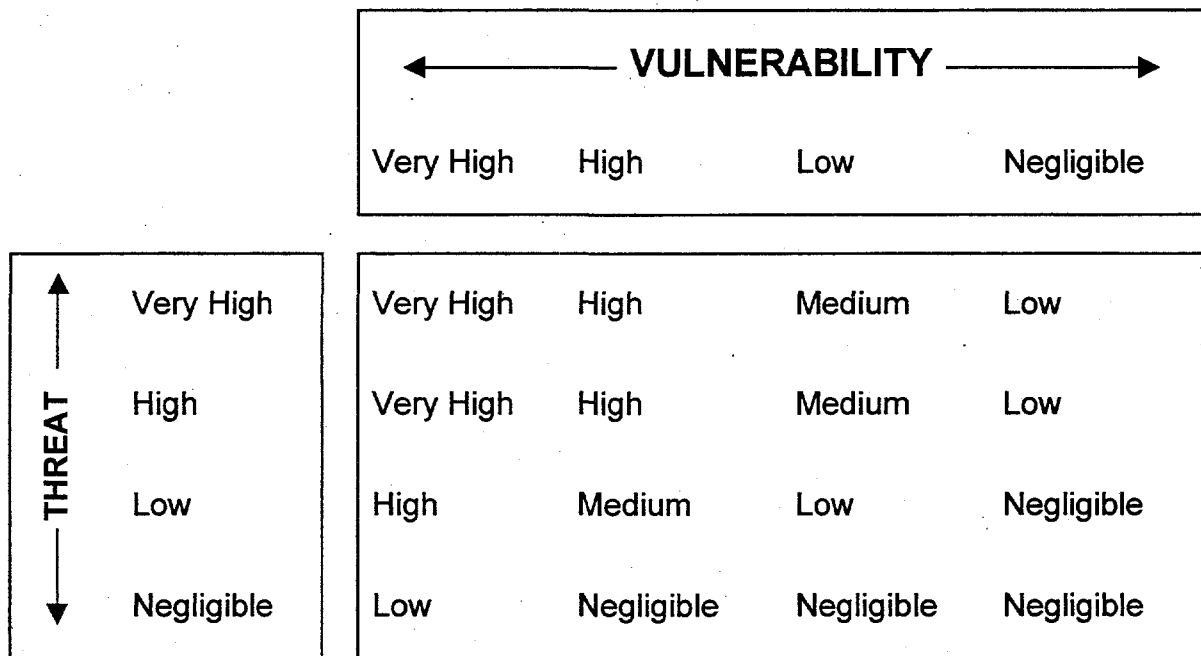 VULNERABILITY
Very High High Low Negligible
THREAT
Very High Very High High Medium Low
High Very High High Medium Low
Low High Medium Low Negligible
Negligible Low Negligible Negligible Negligible